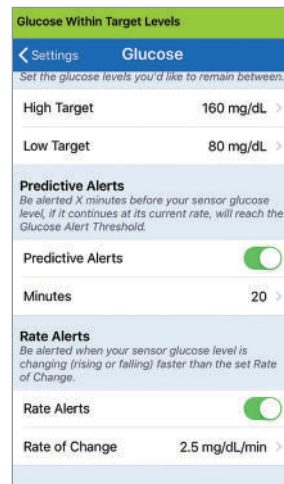 Glucose Within Target Levels
Settings Glucose
Set the glucose levels you'd like to remain between.
High Target 160 mg/dL
Low Target 80 mg/dL
Predictive Alerts
Be alerted X minutes before your sensor glucose
level, if it continues at its current rate, will reach the
Glucose Alert Threshold.
Predictive Alerts
Minutes 20
Rate Alerts
Be alerted when your sensor glucose level is
changing (rising or falling) faster than the set Rate
of Change.
Rate Alerts
Rate of Change 2.5 mg/dL/min